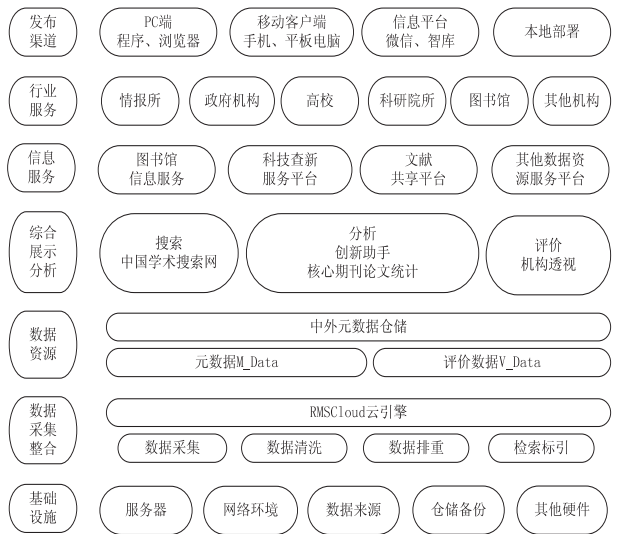 发布
渠道
PC端
程序、浏览器
移动客户端
手机、平板电脑
信息平台
微信、智库
本地部署
行业
服务
情报所
政府机构
高校
科研院所
图书馆
其他机构
信息
服务
图书馆
信息服务
科技查新
服务平台
文献
共享平台
其他数据资
源服务平台
综合
展示
分析
搜索
中国学术搜索网
分析
创新助手
核心期刊论文统计
评价
机构透视
数据
资源
中外元数据仓储
元数据M_Data
评价数据V_Data
数据
采集
整合
RMSCloud云引擎
数据采集
数据清洗
数据排重
检索标引
基础
设施
服务器
网络环境
数据来源
仓储备份
其他硬件